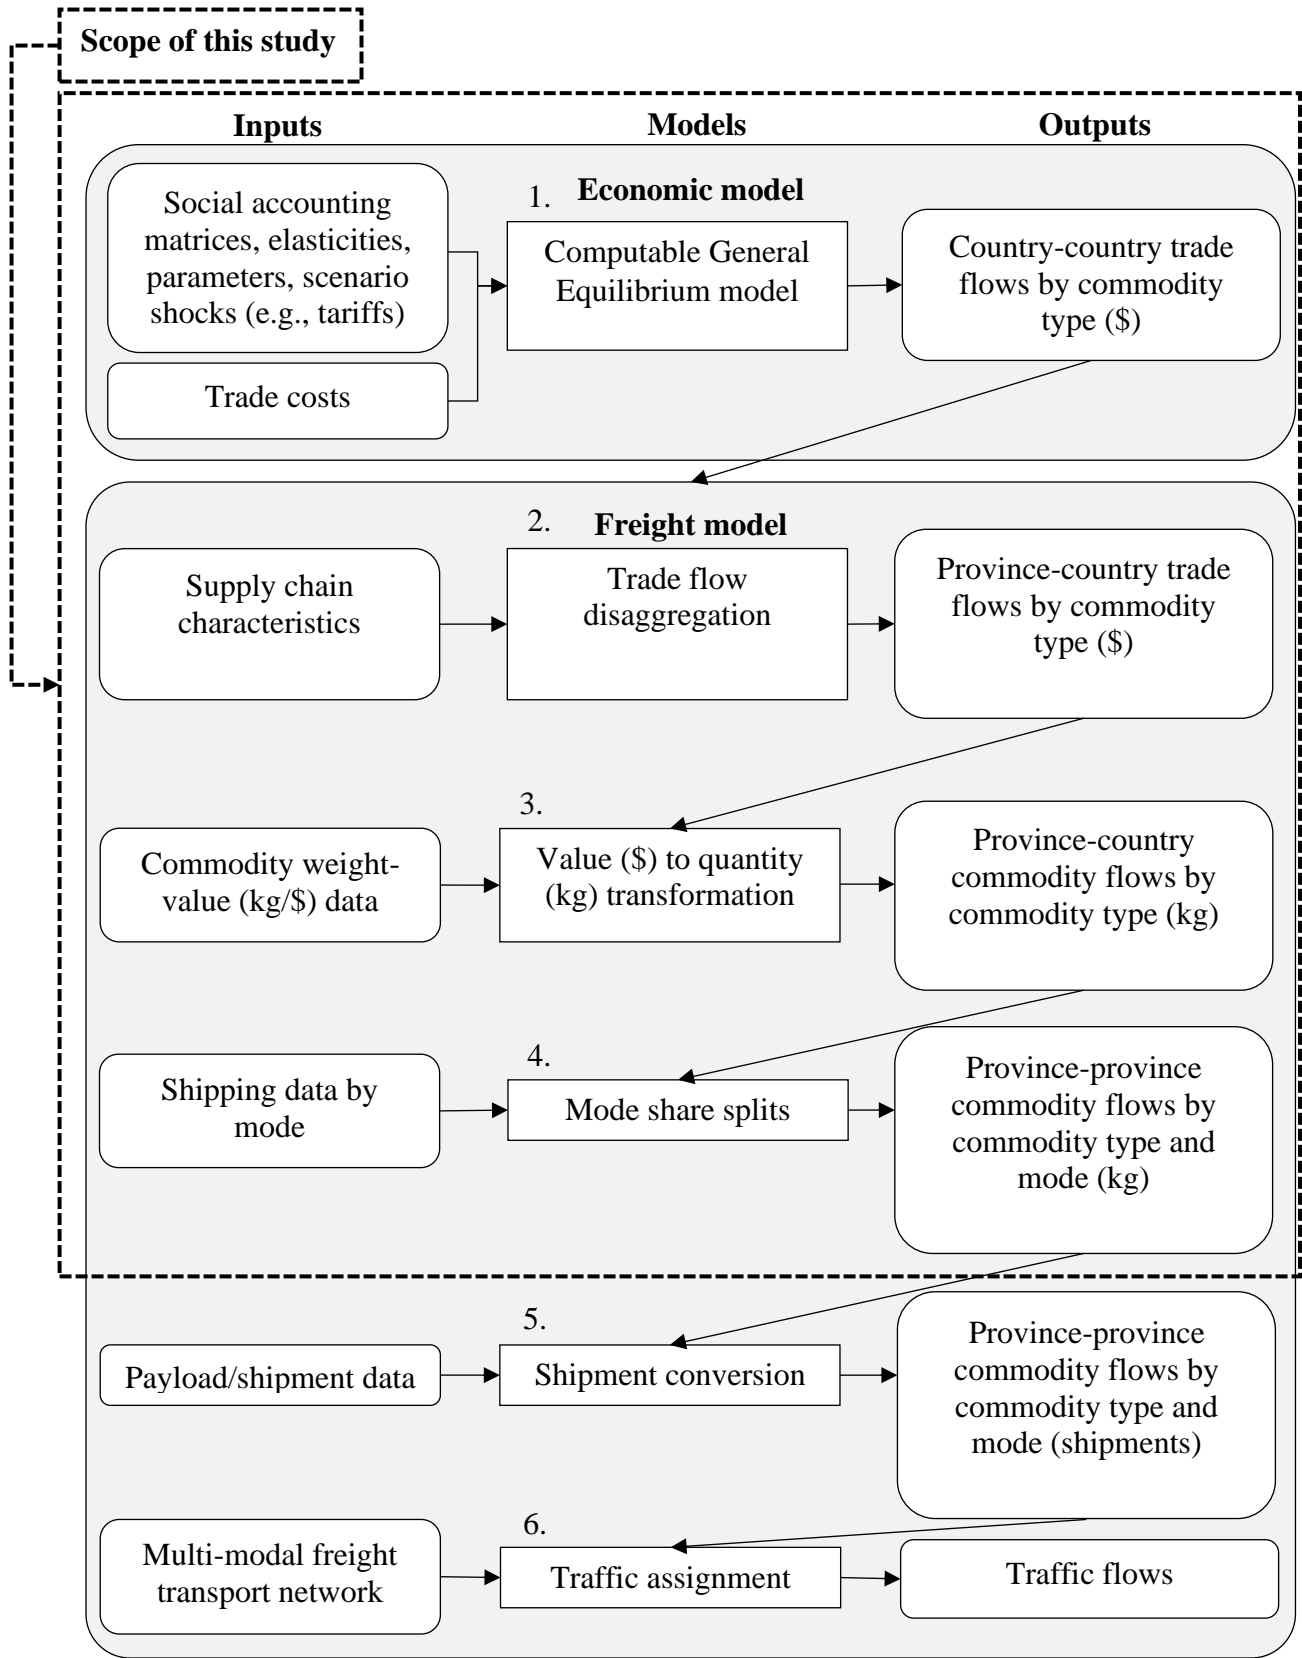 Scope of this study
Inputs
Models
Outputs
Social accounting
matrices, elasticities,
parameters, scenario
shocks (e.g., tariffs)
Trade costs
1.
Economic model
Computable General
Equilibrium model
Country-country trade
flows by commodity
type ($)
2.
Freight model
Supply chain
characteristics
Trade flow
disaggregation
Province-country trade
flows by commodity
type ($)
3.
Commodity weight-
value (kg/$) data
Value ($) to quantity
(kg) transformation
Province-country
commodity flows by
commodity type (kg)
4.
Shipping data by
mode
Mode share splits
Province-province
commodity flows by
commodity type and
mode (kg)
5.
Payload/shipment data
Shipment conversion
Province-province
commodity flows by
commodity type and
mode (shipments)
6.
Multi-modal freight
transport network
Traffic assignment
Traffic flows